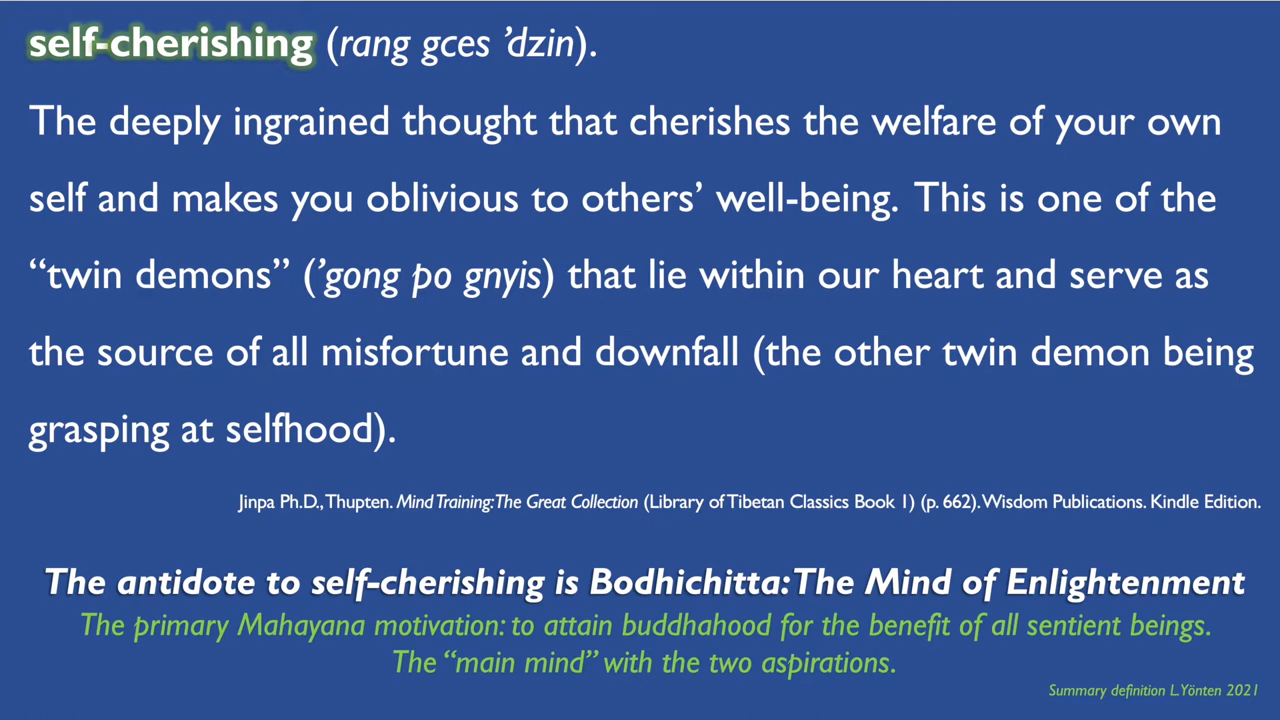 self-cherishing (rang gces ’dzin).
The deeply ingrained thought that cherishes the welfare of your own
self and makes you oblivious to others’ well-being. This is one of the
“twin demons” (’gong po gnyis) that lie within our heart and serve as
the source of all misfortune and downfall (the other twin demon being
grasping at selfhood).
Jinpa Ph.D., Thupten. Mind Training: The Great Collection (Library of Tibetan Classics Book 1) (p. 662). Wisdom Publications. Kindle Edition.
The antidote to self-cherishing is Bodhichitta: The Mind of Enlightenment
The primary Mahayana motivation: to attain buddhahood for the benefit of all sentient beings.
The “main mind” with the two aspirations.
Summary definition L.Yönten 2021